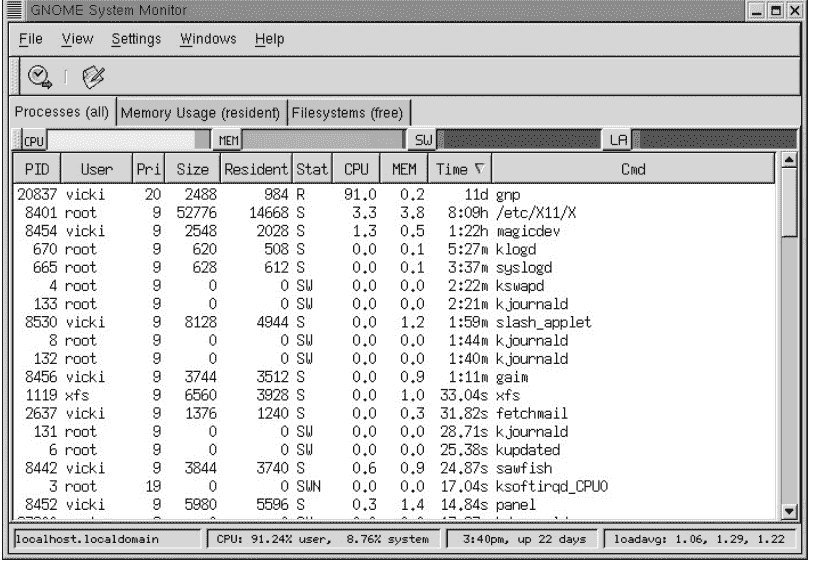 GNOME System Monitor
File View Settings Windows Help
Processes (all) Memory Usage (resident) Filesystems (free)
CPU MEM SW LA
PID User Pri Size Resident Stat CPU MEM Time Cmd
20837 vicki 20 2488 984 R 91.0 0.2 11d gnp
8401 root 9 52776 14668 S 3.3 3.8 8:09h /etc/X11/X
8454 vicki 9 2548 2028 S 1.3 0.5 1:22h magicdev
670 root 9 620 508 S 0.0 0.1 5:27m klogd
665 root 9 628 612 S 0.0 0.1 3:37m syslogd
4 root 9 0 0 SW 0.0 0.0 2:22m kswapd
133 root 9 0 0 SW 0.0 0.0 2:21m kjournald
8530 vicki 9 8128 4944 S 0.0 1.2 1:59m slash_applet
8 root 9 0 0 SW 0.0 0.0 1:44m kjournald
132 root 9 0 0 SW 0.0 0.0 1:40m kjournald
8456 vicki 9 3744 3512 S 0.0 0.9 1:11m gaim
1119 xfs 9 6560 3928 S 0.0 1.0 33.04s xfs
2637 vicki 9 1376 1240 S 0.0 0.3 31.82s fetchmail
131 root 9 0 0 SW 0.0 0.0 28.71s kjournald
6 root 9 0 0 SW 0.0 0.0 25.38s kupdated
8442 vicki 9 3844 3740 S 0.6 0.9 24.87s sawfish
3 root 19 0 0 SWN 0.0 0.0 17.04s ksoftirqd_CPU0
8452 vicki 9 5980 5596 S 0.3 1.4 14.84s panel
localhost.localdomain CPU: 91.24% user, 8.76% system 3:40pm, up 22 days loadavg: 1.06, 1.29, 1.22